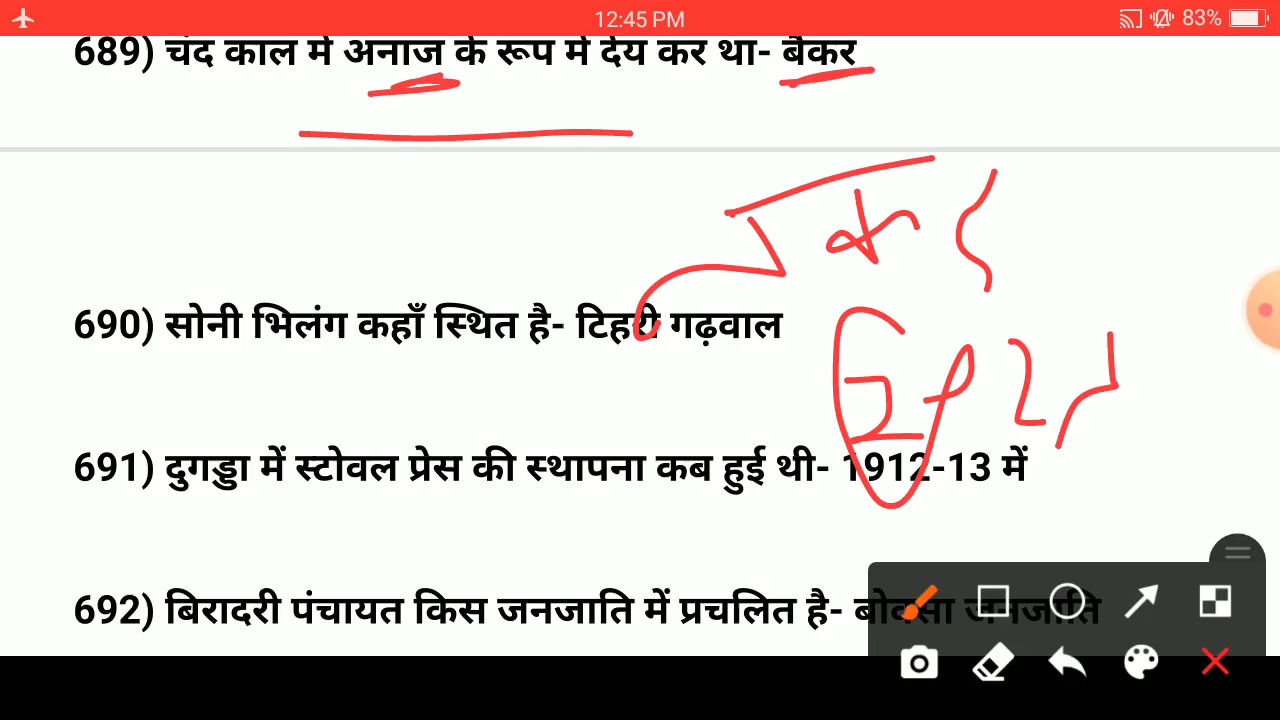 12:45 PM
83%
689) चंद काल में अनाज के रूप में देय कर था- बैकर
690) सोनी भिलंग कहाँ स्थित है- टिहरी गढ़वाल
691) दुगड्डा में स्टोवल प्रेस की स्थापना कब हुई थी- 1912-13 में
692) बिरादरी पंचायत किस जनजाति में प्रचलित है- बोक्सा जनजाति